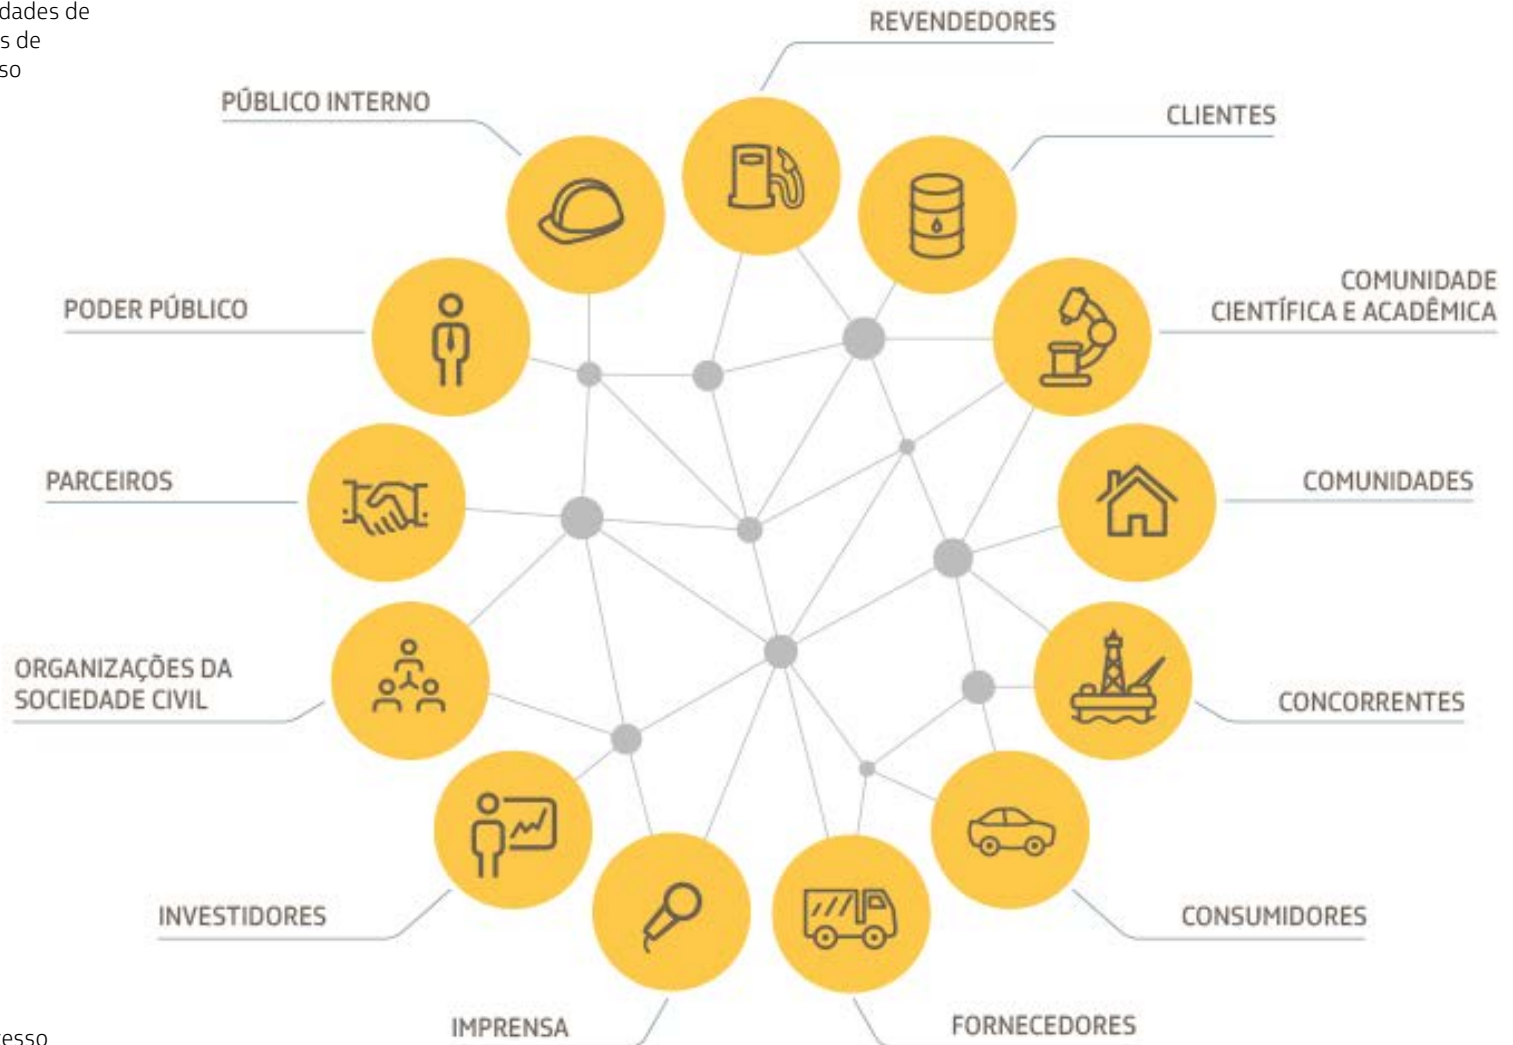 dades de
s de
so
REVENDEDORES
PÚBLICO INTERNO
CLIENTES
COMUNIDADE
CIENTÍFICA E ACADÊMICA
PODER PÚBLICO
PARCEIROS
COMUNIDADES
ORGANIZAÇÕES DA
SOCIEDADE CIVIL
CONCORRENTES
INVESTIDORES
CONSUMIDORES
IMPRENSA
FORNECEDORES
esso